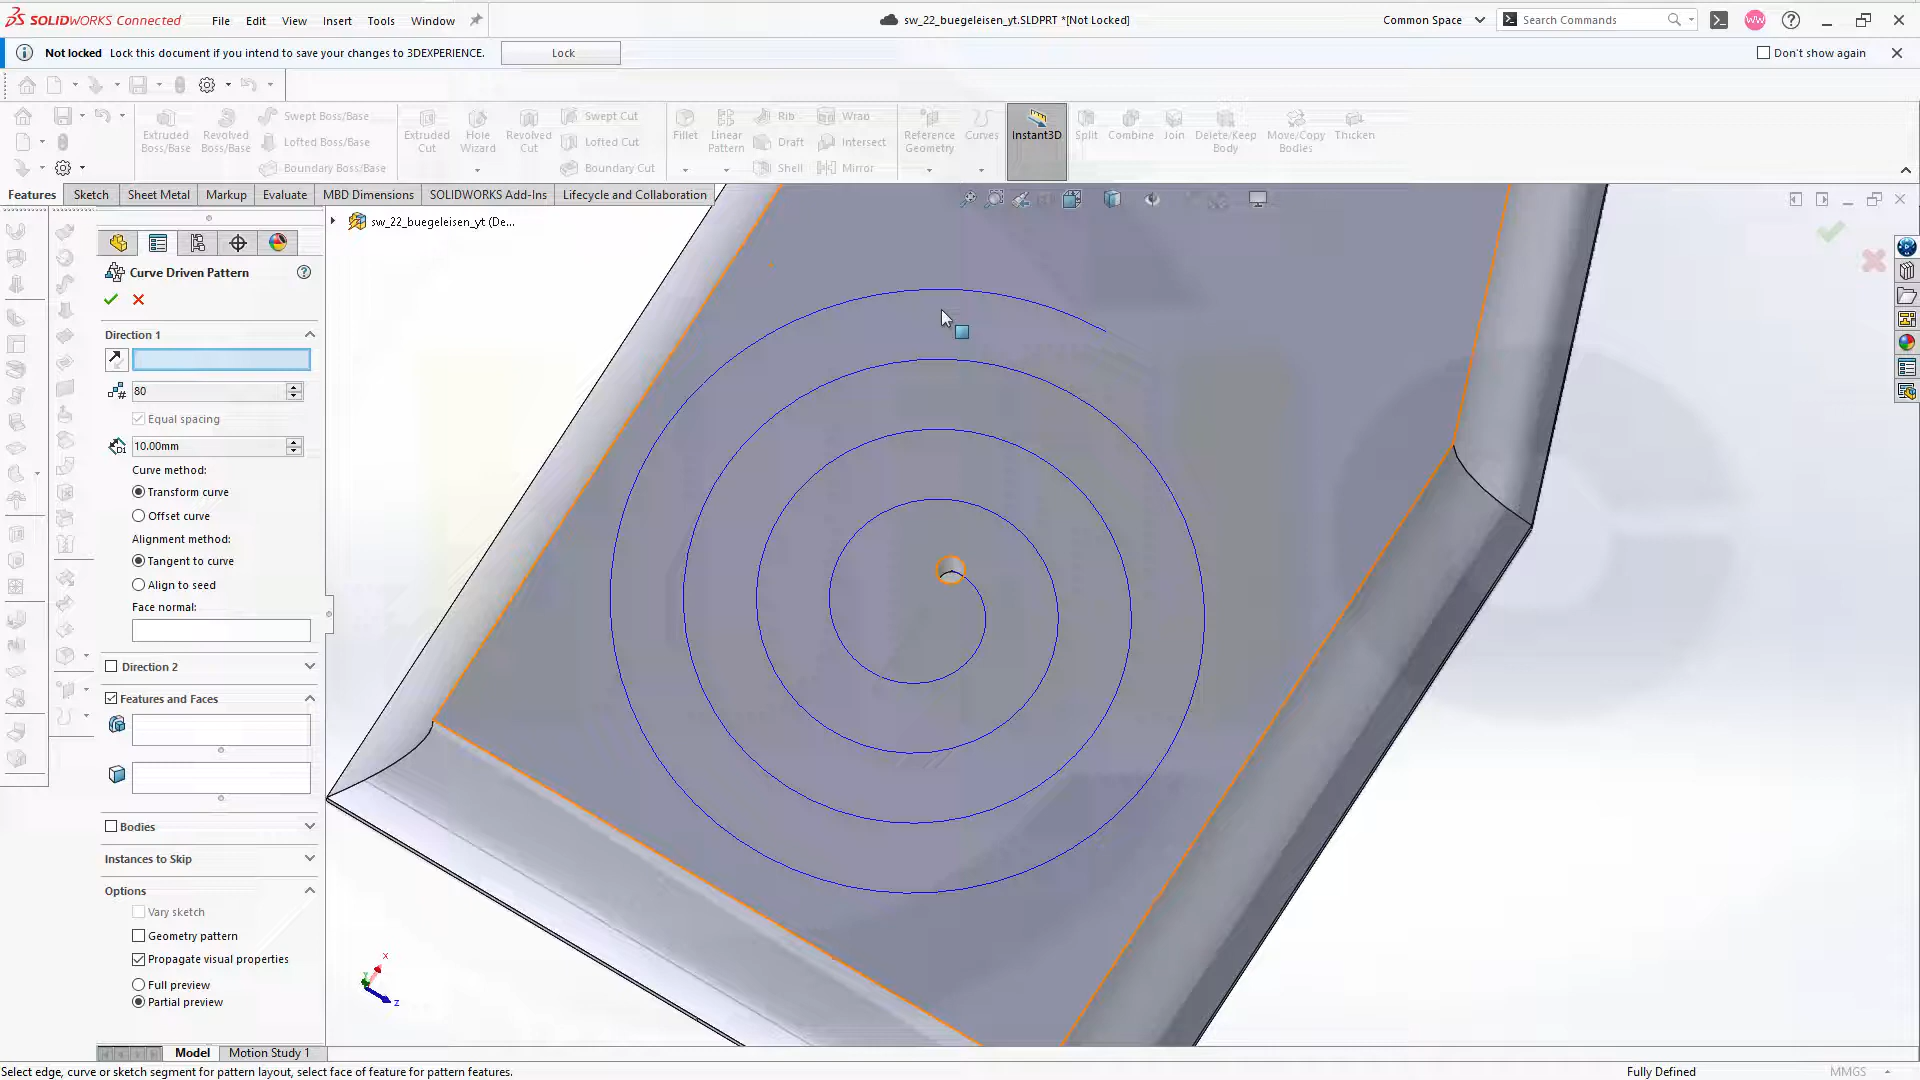 SOLIDWORKS Connected
File Edit View Insert Tools Window
sw_22_buegeleisen_yt.SLDPRT *[Not Locked]
Common Space
Search Commands
WW
Not locked Lock this document if you intend to save your changes to 3DEXPERIENCE.
Lock
Don't show again
Extruded Boss/Base
Revolved Boss/Base
Swept Boss/Base
Lofted Boss/Base
Boundary Boss/Base
Extruded Cut
Hole Wizard
Revolved Cut
Swept Cut
Lofted Cut
Boundary Cut
Fillet
Linear Pattern
Rib
Draft
Shell
Wrap
Intersect
Mirror
Reference Geometry
Curves
Instant3D
Split
Combine
Join
Delete/Keep Body
Move/Copy Bodies
Thicken
Features Sketch Sheet Metal Markup Evaluate MBD Dimensions SOLIDWORKS Add-Ins Lifecycle and Collaboration
sw_22_buegeleisen_yt (De...
Curve Driven Pattern
Direction 1
80
Equal spacing
D1
10.00mm
Curve method:
Transform curve
Offset curve
Alignment method:
Tangent to curve
Align to seed
Face normal:
Direction 2
Features and Faces
Bodies
Instances to Skip
Options
Vary sketch
Geometry pattern
Propagate visual properties
Full preview
Partial preview
x
z
Model Motion Study 1
Select edge, curve or sketch segment for pattern layout, select face of feature for pattern features.
Fully Defined
MMGS